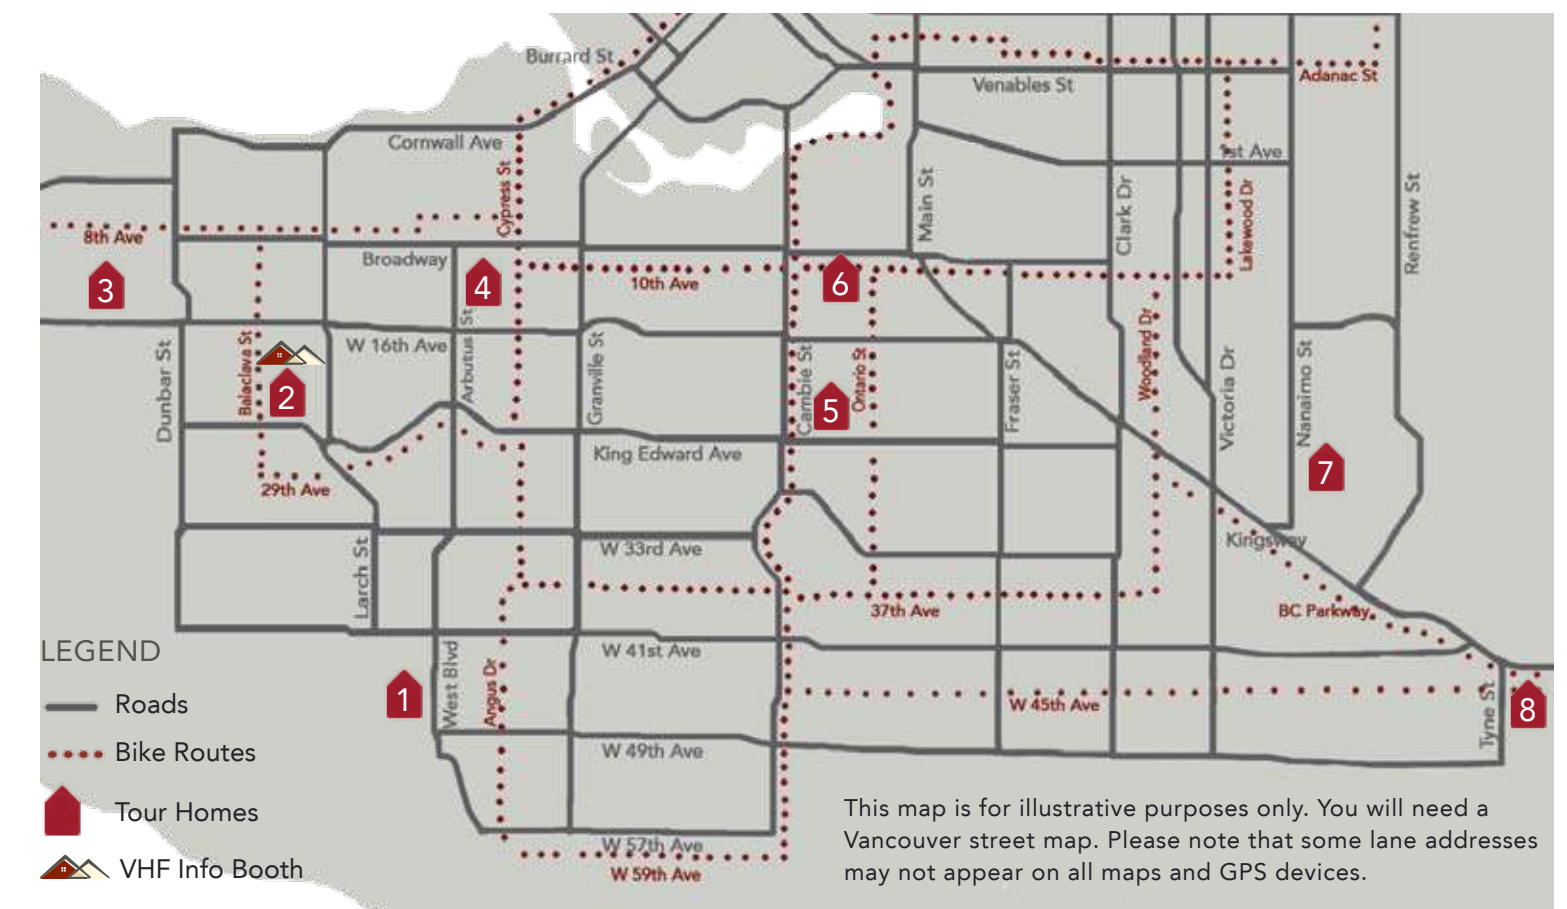 Burrard St
Venables St
Adanac St
Cornwall Ave
1st Ave
Cypress St
Main St
Clark Dr
Lakewood Dr
Renfrew St
8th Ave
Broadway
3
4
10th Ave
6
Balaclava St
Dunbar St
W 16th Ave
Arbutus St
Granville St
Cambie St
Ontario St
Fraser St
Woodland Dr
Victoria Dr
Nanaimo St
2
5
King Edward Ave
7
29th Ave
Larch St
W 33rd Ave
Kingsway
37th Ave
BC Parkway
W 41st Ave
1
West Blvd
Angus Dr
W 45th Ave
Tyne St
8
W 49th Ave
W 57th Ave
W 59th Ave
LEGEND
Roads
Bike Routes
Tour Homes
VHF Info Booth
This map is for illustrative purposes only. You will need a
Vancouver street map. Please note that some lane addresses
may not appear on all maps and GPS devices.